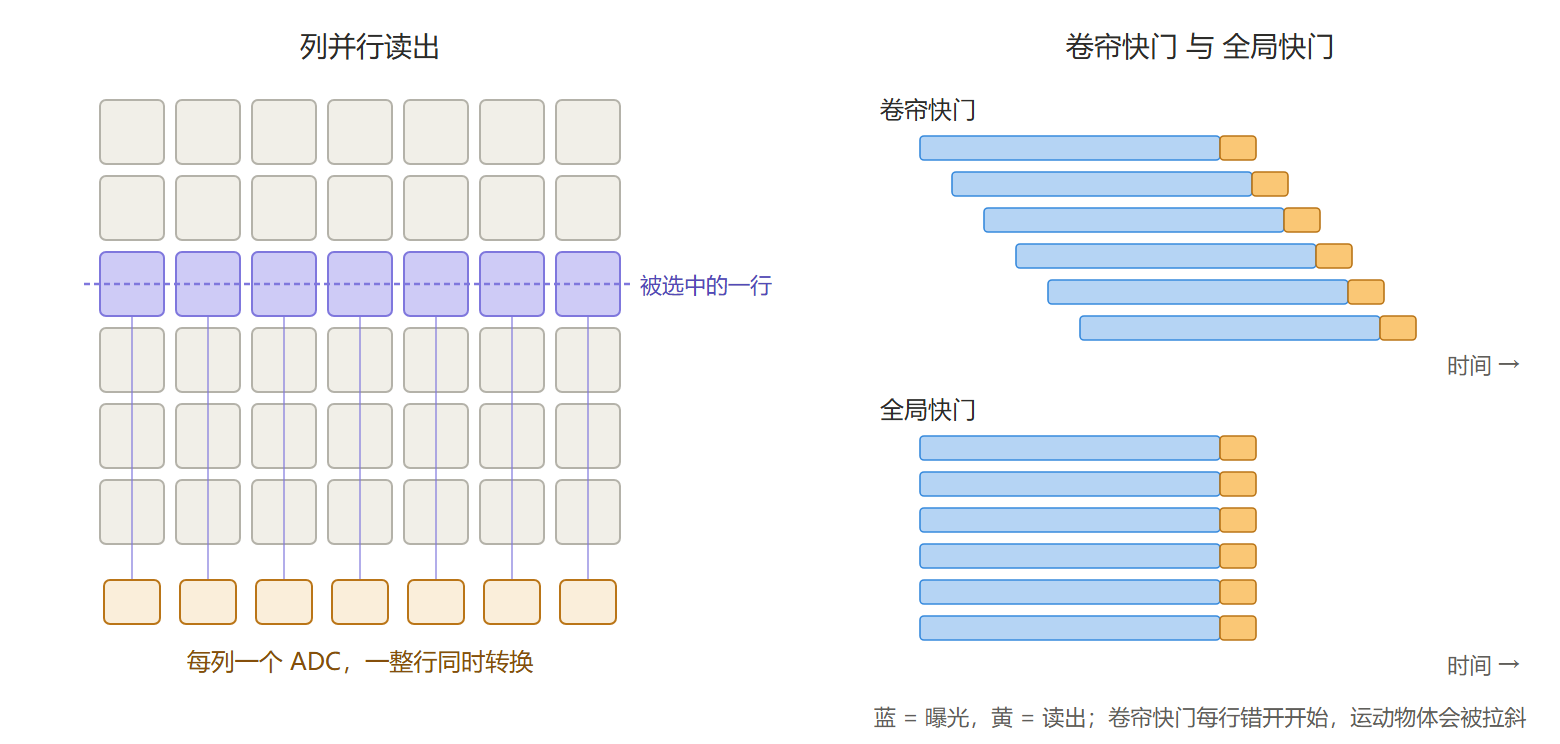 列并行读出
被选中的一行
每列一个 ADC，一整行同时转换
卷帘快门 与 全局快门
卷帘快门
时间 →
全局快门
时间 →
蓝 = 曝光，黄 = 读出；卷帘快门每行错开开始，运动物体会被拉斜